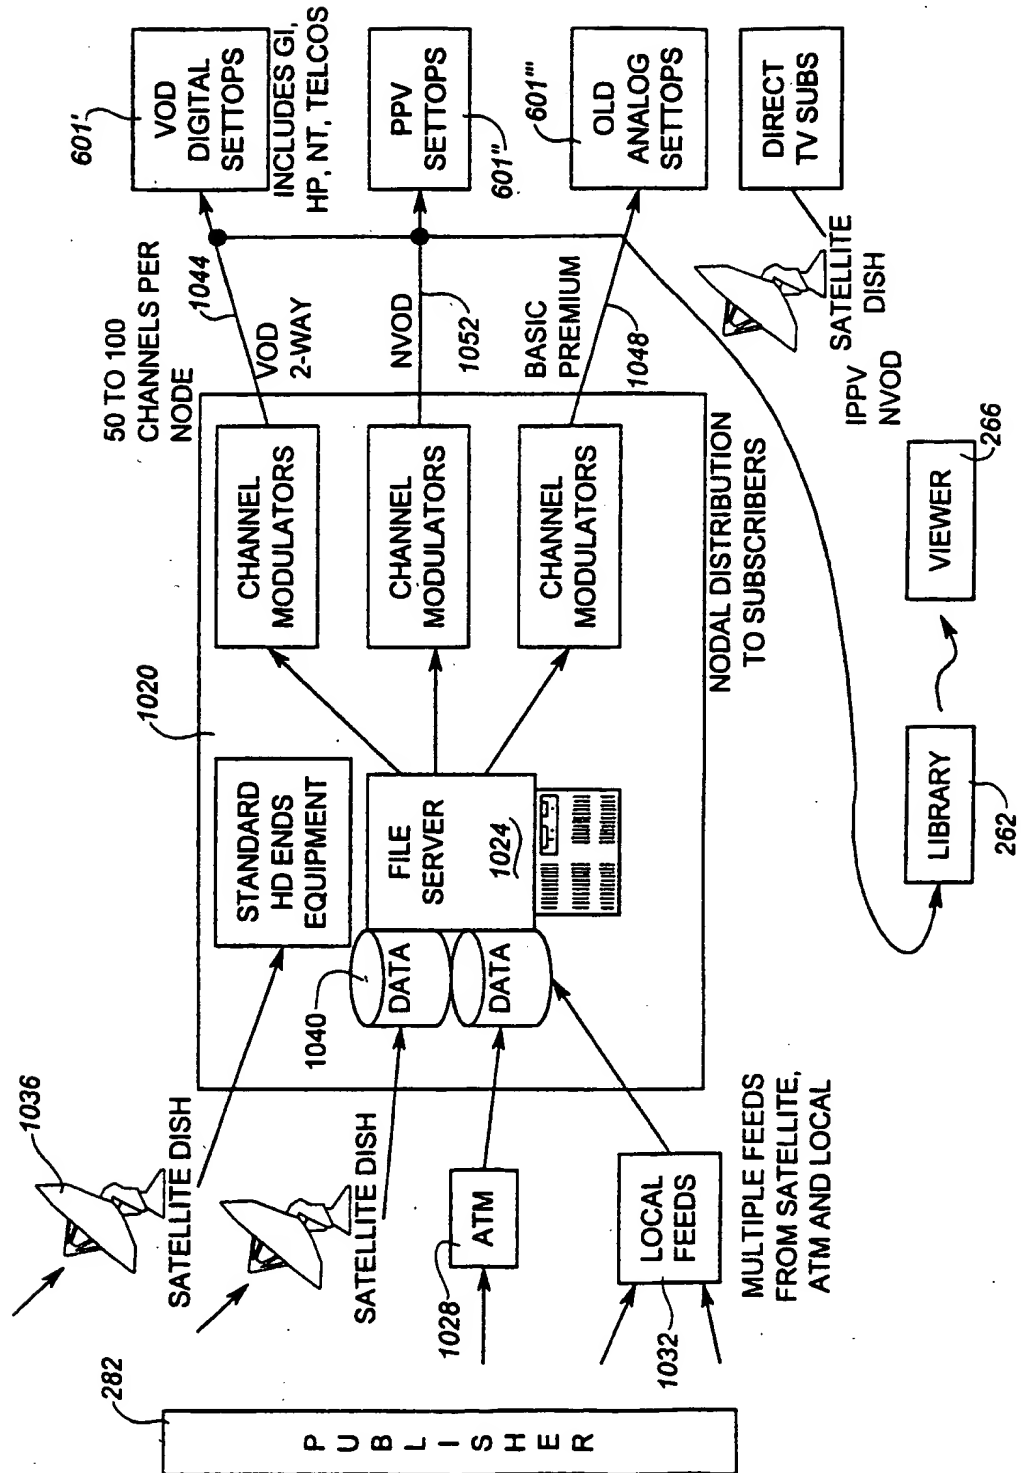 282
PUBLISHER
1036
SATELLITE DISH
SATELLITE DISH
1028
ATM
1032
LOCAL
FEEDS
MULTIPLE FEEDS
FROM SATELLITE,
ATM AND LOCAL
1020
STANDARD
HD ENDS
EQUIPMENT
1040
DATA
DATA
FILE
SERVER
1024
CHANNEL
MODULATORS
CHANNEL
MODULATORS
CHANNEL
MODULATORS
NODAL DISTRIBUTION
TO SUBSCRIBERS
50 TO 100
CHANNELS PER
NODE
1044
VOD
2-WAY
NVOD
1052
BASIC
PREMIUM
1048
601'
VOD
DIGITAL
SETTOPS
INCLUDES GI,
HP, NT, TELCOS
PPV
SETTOPS
601"
601'''
OLD
ANALOG
SETTOPS
DIRECT
TV SUBS
SATELLITE
DISH
IPPV
NVOD
LIBRARY
262
VIEWER
266